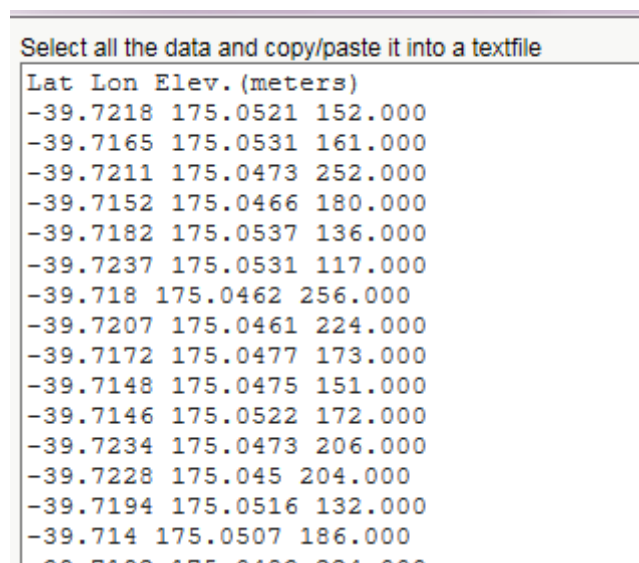 Select all the data and copy/paste it into a textfile
Lat Lon Elev.(meters)
-39.7218 175.0521 152.000
-39.7165 175.0531 161.000
-39.7211 175.0473 252.000
-39.7152 175.0466 180.000
-39.7182 175.0537 136.000
-39.7237 175.0531 117.000
-39.718 175.0462 256.000
-39.7207 175.0461 224.000
-39.7172 175.0477 173.000
-39.7148 175.0475 151.000
-39.7146 175.0522 172.000
-39.7234 175.0473 206.000
-39.7228 175.045 204.000
-39.7194 175.0516 132.000
-39.714 175.0507 186.000